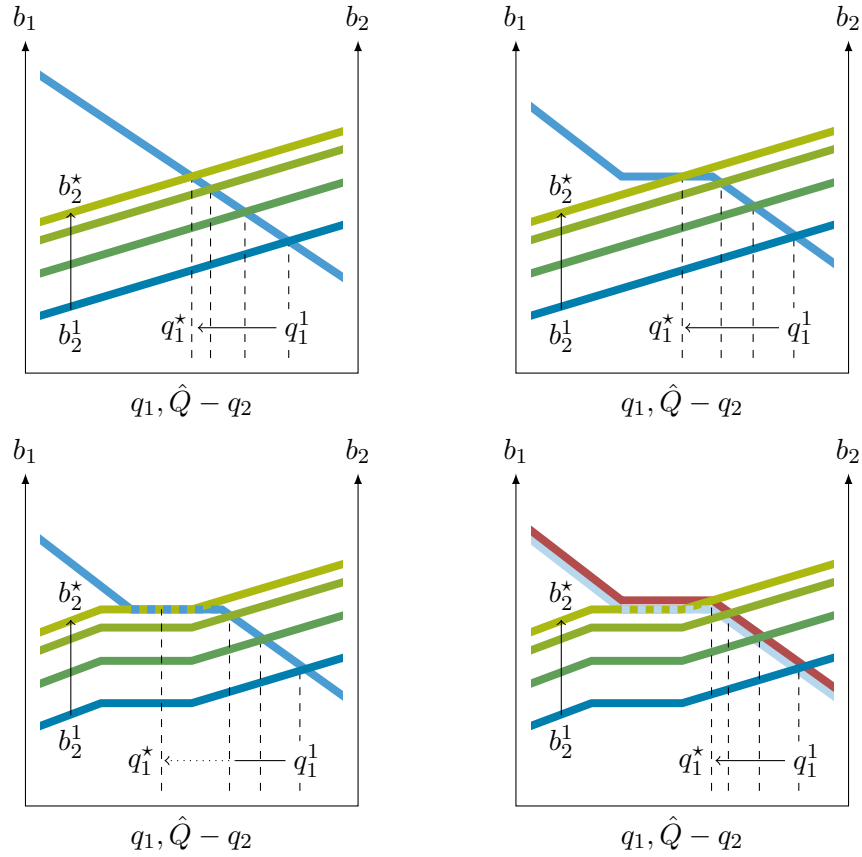 b₁ b₂
b₂⋆
b₂¹
q₁⋆ q₁¹
q₁, Q̂ − q₂
b₁ b₂
b₂⋆
b₂¹
q₁⋆ q₁¹
q₁, Q̂ − q₂
b₁ b₂
b₂⋆
b₂¹
q₁⋆ q₁¹
q₁, Q̂ − q₂
b₁ b₂
b₂⋆
b₂¹
q₁⋆ q₁¹
q₁, Q̂ − q₂